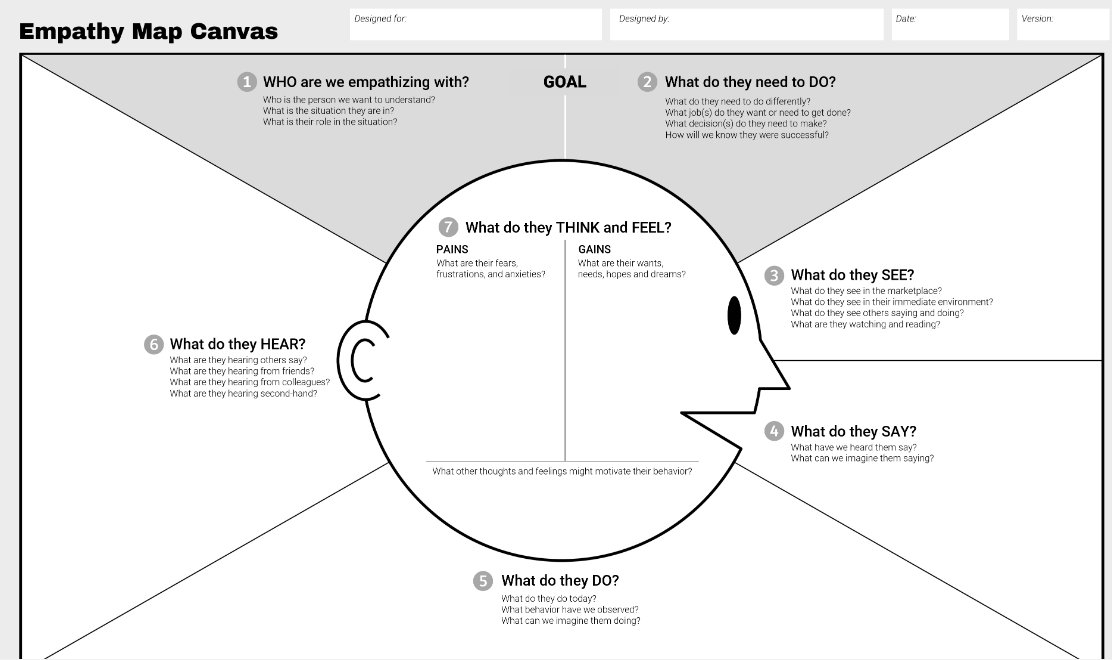 Empathy Map Canvas
Designed for:
Designed by:
Date:
Version:
1 WHO are we empathizing with?
Who is the person we want to understand?
What is the situation they are in?
What is their role in the situation?
GOAL
2 What do they need to DO?
What do they need to do differently?
What job(s) do they want or need to get done?
What decision(s) do they need to make?
How will we know they were successful?
7 What do they THINK and FEEL?
PAINS
What are their fears,
frustrations, and anxieties?
GAINS
What are their wants,
needs, hopes and dreams?
3 What do they SEE?
What do they see in the marketplace?
What do they see in their immediate environment?
What do they see others saying and doing?
What are they watching and reading?
6 What do they HEAR?
What are they hearing others say?
What are they hearing from friends?
What are they hearing from colleagues?
What are they hearing second-hand?
4 What do they SAY?
What have we heard them say?
What can we imagine them saying?
What other thoughts and feelings might motivate their behavior?
5 What do they DO?
What do they do today?
What behavior have we observed?
What can we imagine them doing?